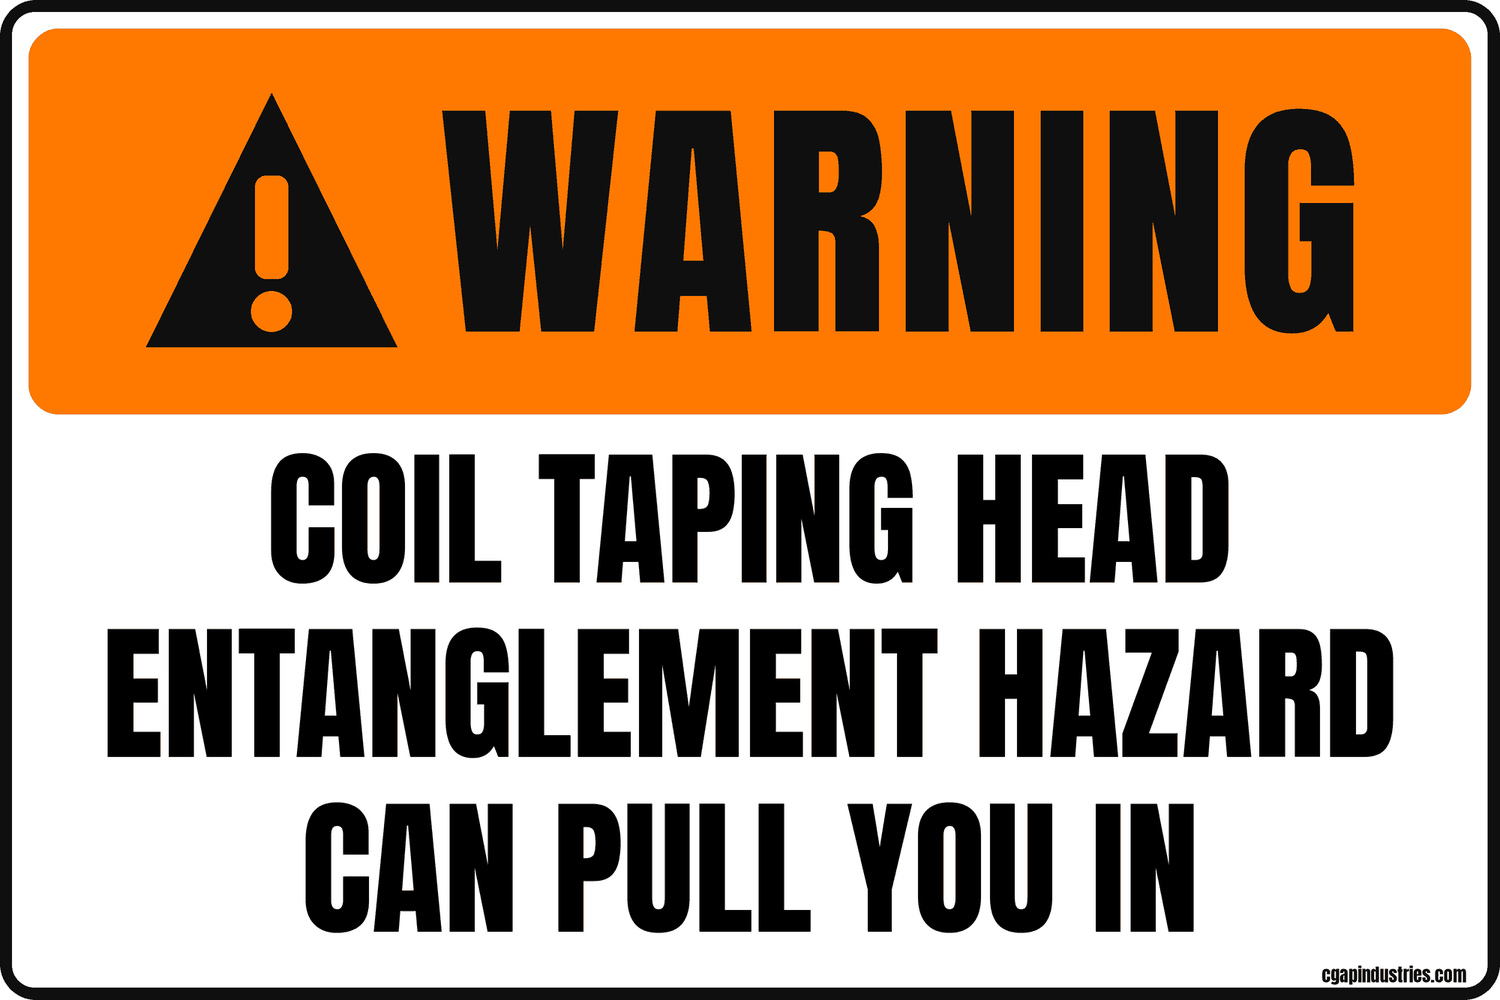 WARNING
COIL TAPING HEAD
ENTANGLEMENT HAZARD
CAN PULL YOU IN
cgapindustries.com